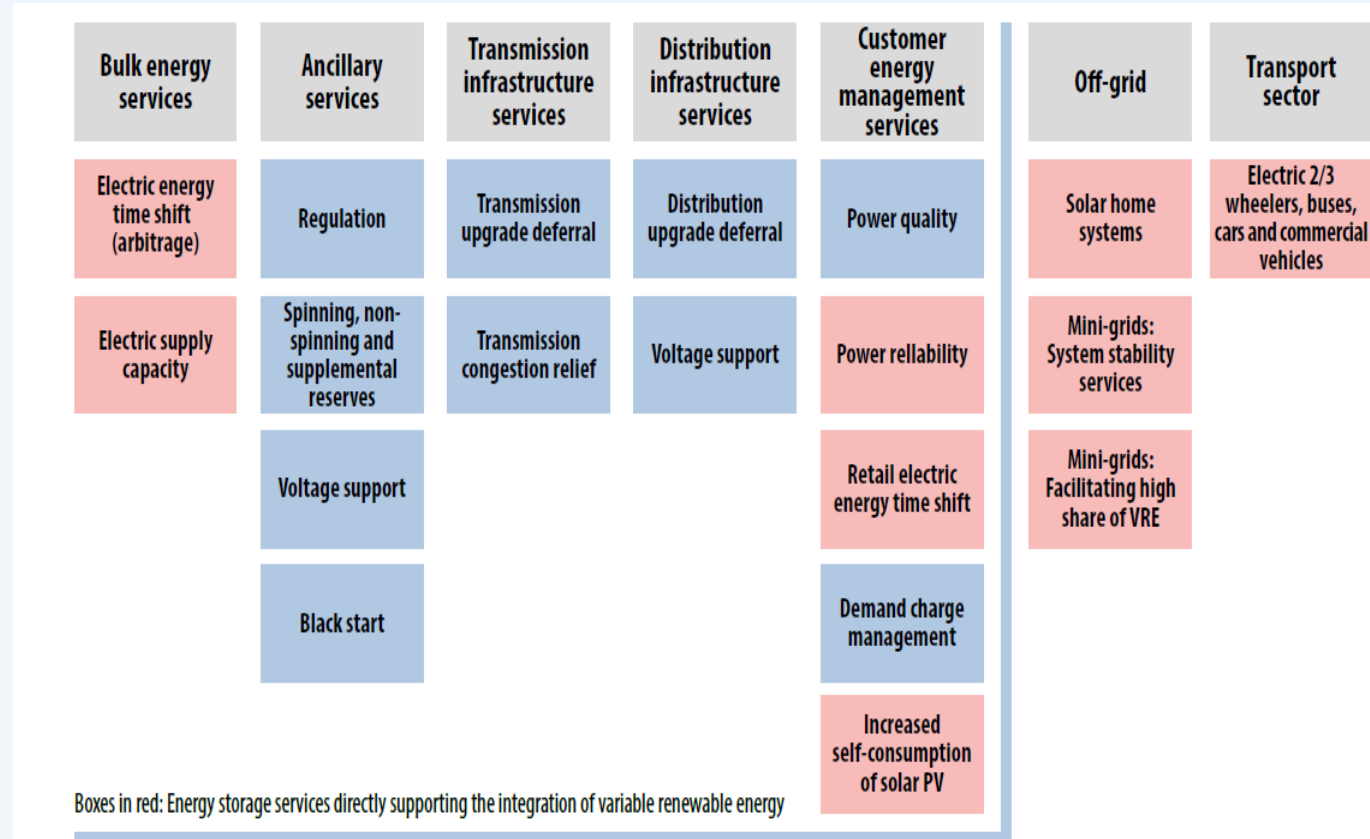 Bulk energy
services
Ancillary
services
Transmission
infrastructure
services
Distribution
infrastructure
services
Customer
energy
management
services
Off-grid
Transport
sector
Electric energy
time shift
(arbitrage)
Regulation
Transmission
upgrade deferral
Distribution
upgrade deferral
Power quality
Solar home
systems
Electric 2/3
wheelers, buses,
cars and commercial
vehicles
Electric supply
capacity
Spinning, non-
spinning and
supplemental
reserves
Transmission
congestion relief
Voltage support
Power rellability
Mini-grids:
System stability
services
Voltage support
Retail electric
energy time shift
Mini-grids:
Facilitating high
share of VRE
Black start
Demand charge
management
Increased
self-consumption
of solar PV
Boxes in red: Energy storage services directly supporting the integration of variable renewable energy